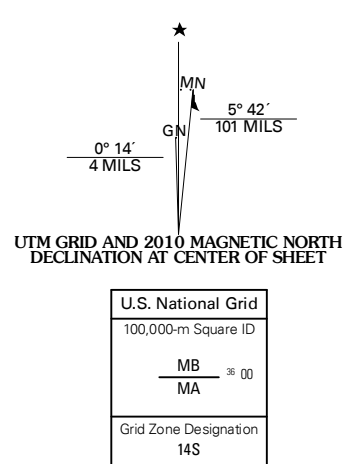 ★
MN
GN
5° 42´
101 MILS
0° 14´
4 MILS
UTM GRID AND 2010 MAGNETIC NORTH
DECLINATION AT CENTER OF SHEET
U.S. National Grid
100,000-m Square ID
MB
36 00
MA
Grid Zone Designation
14S